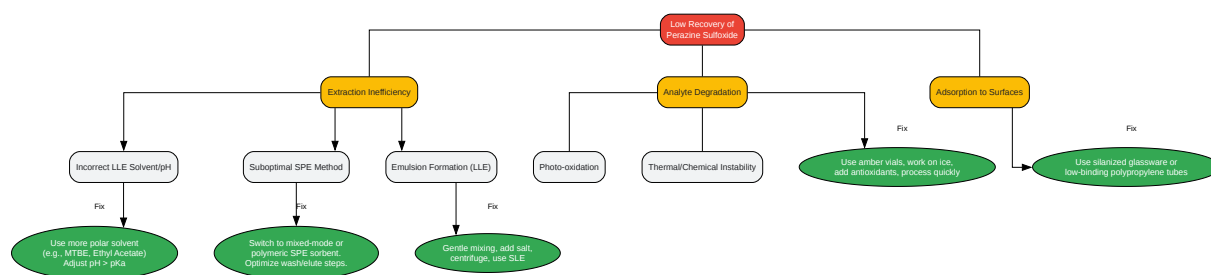 Low Recovery of
Perazine Sulfoxide
Extraction Inefficiency
Analyte Degradation
Adsorption to Surfaces
Fix
Fix
Incorrect LLE Solvent/pH
Suboptimal SPE Method
Emulsion Formation (LLE)
Photo-oxidation
Thermal/Chemical Instability
Use amber vials, work on ice,
add antioxidants, process quickly
Use silanized glassware or
low-binding polypropylene tubes
Fix
Fix
Fix
Use more polar solvent
(e.g., MTBE, Ethyl Acetate)
Adjust pH > pKa
Switch to mixed-mode or
polymeric SPE sorbent.
Optimize wash/elute steps.
Gentle mixing, add salt,
centrifuge, use SLE